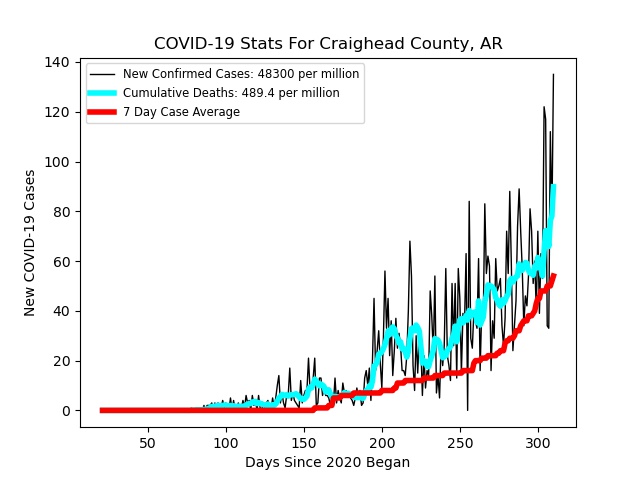 COVID-19 Stats For Craighead County, AR
New Confirmed Cases: 48300 per million
Cumulative Deaths: 489.4 per million
7 Day Case Average
New COVID-19 Cases
140
120
100
80
60
40
20
0
50 100 150 200 250 300
Days Since 2020 Began